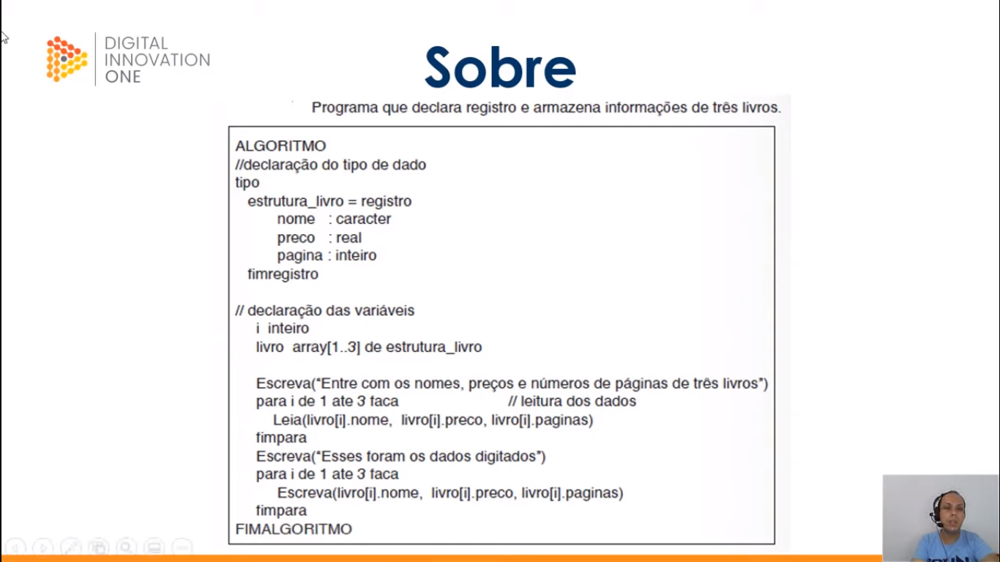 DIGITAL
INNOVATION
ONE
Sobre
Programa que declara registro e armazena informações de três livros.
ALGORITMO
//declaração do tipo de dado
tipo
estrutura_livro = registro
nome : caracter
preco : real
pagina : inteiro
fimregistro
// declaração das variáveis
i inteiro
livro array[1..3] de estrutura_livro
Escreva(“Entre com os nomes, preços e números de páginas de três livros”)
para i de 1 ate 3 faca // leitura dos dados
Leia(livro[i].nome, livro[i].preco, livro[i].paginas)
fimpara
Escreva(“Esses foram os dados digitados”)
para i de 1 ate 3 faca
Escreva(livro[i].nome, livro[i].preco, livro[i].paginas)
fimpara
FIMALGORITMO